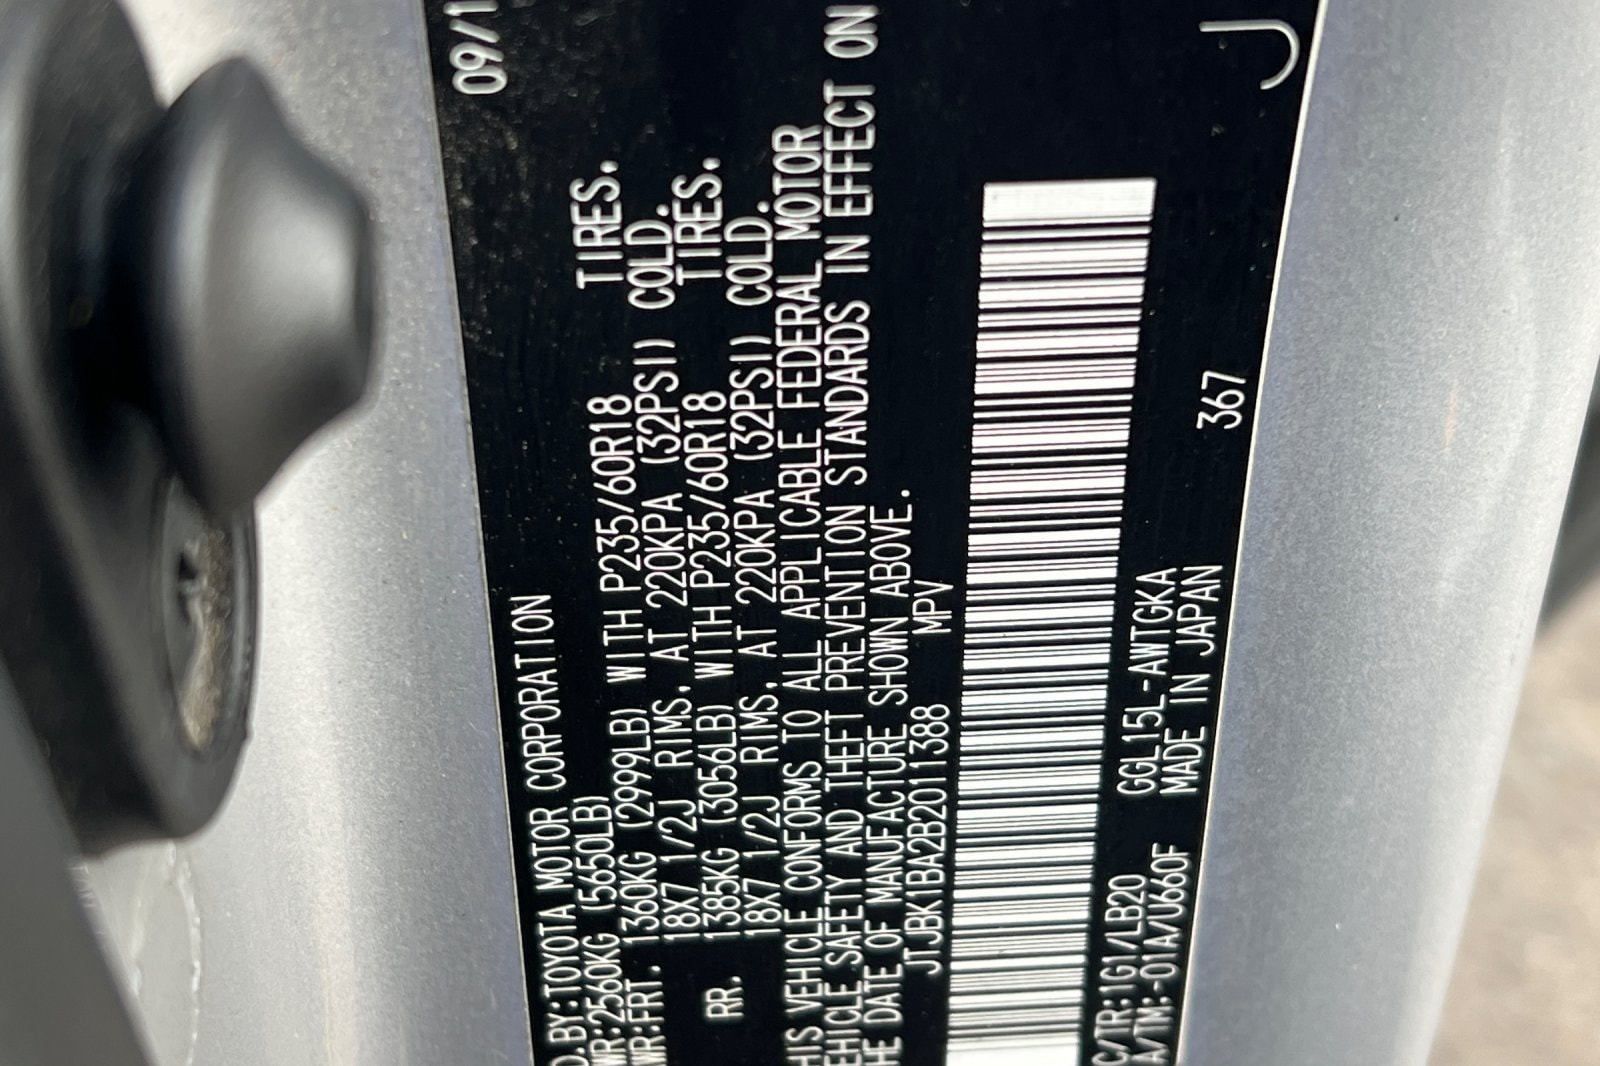 D.BY:TOYOTA MOTOR CORPORATION 09/1
WR:2560KG (5650LB)
WR:FRT. 1360KG (2999LB) WITH P235/60R18 TIRES.
18X7 1/2J RIMS, AT 220KPA (32PSI) COLD.
RR. 1385KG (3056LB) WITH P235/60R18 TIRES.
18X7 1/2J RIMS, AT 220KPA (32PSI) COLD.
HIS VEHICLE CONFORMS TO ALL APPLICABLE FEDERAL MOTOR
EHICLE SAFETY AND THEFT PREVENTION STANDARDS IN EFFECT ON
HE DATE OF MANUFACTURE SHOWN ABOVE.
JTJBK1BA2B2011388 MPV
C/TR:1G1/LB20 GGL15L-AWTGKA
A/TM:-01A/U660F MADE IN JAPAN 367 J